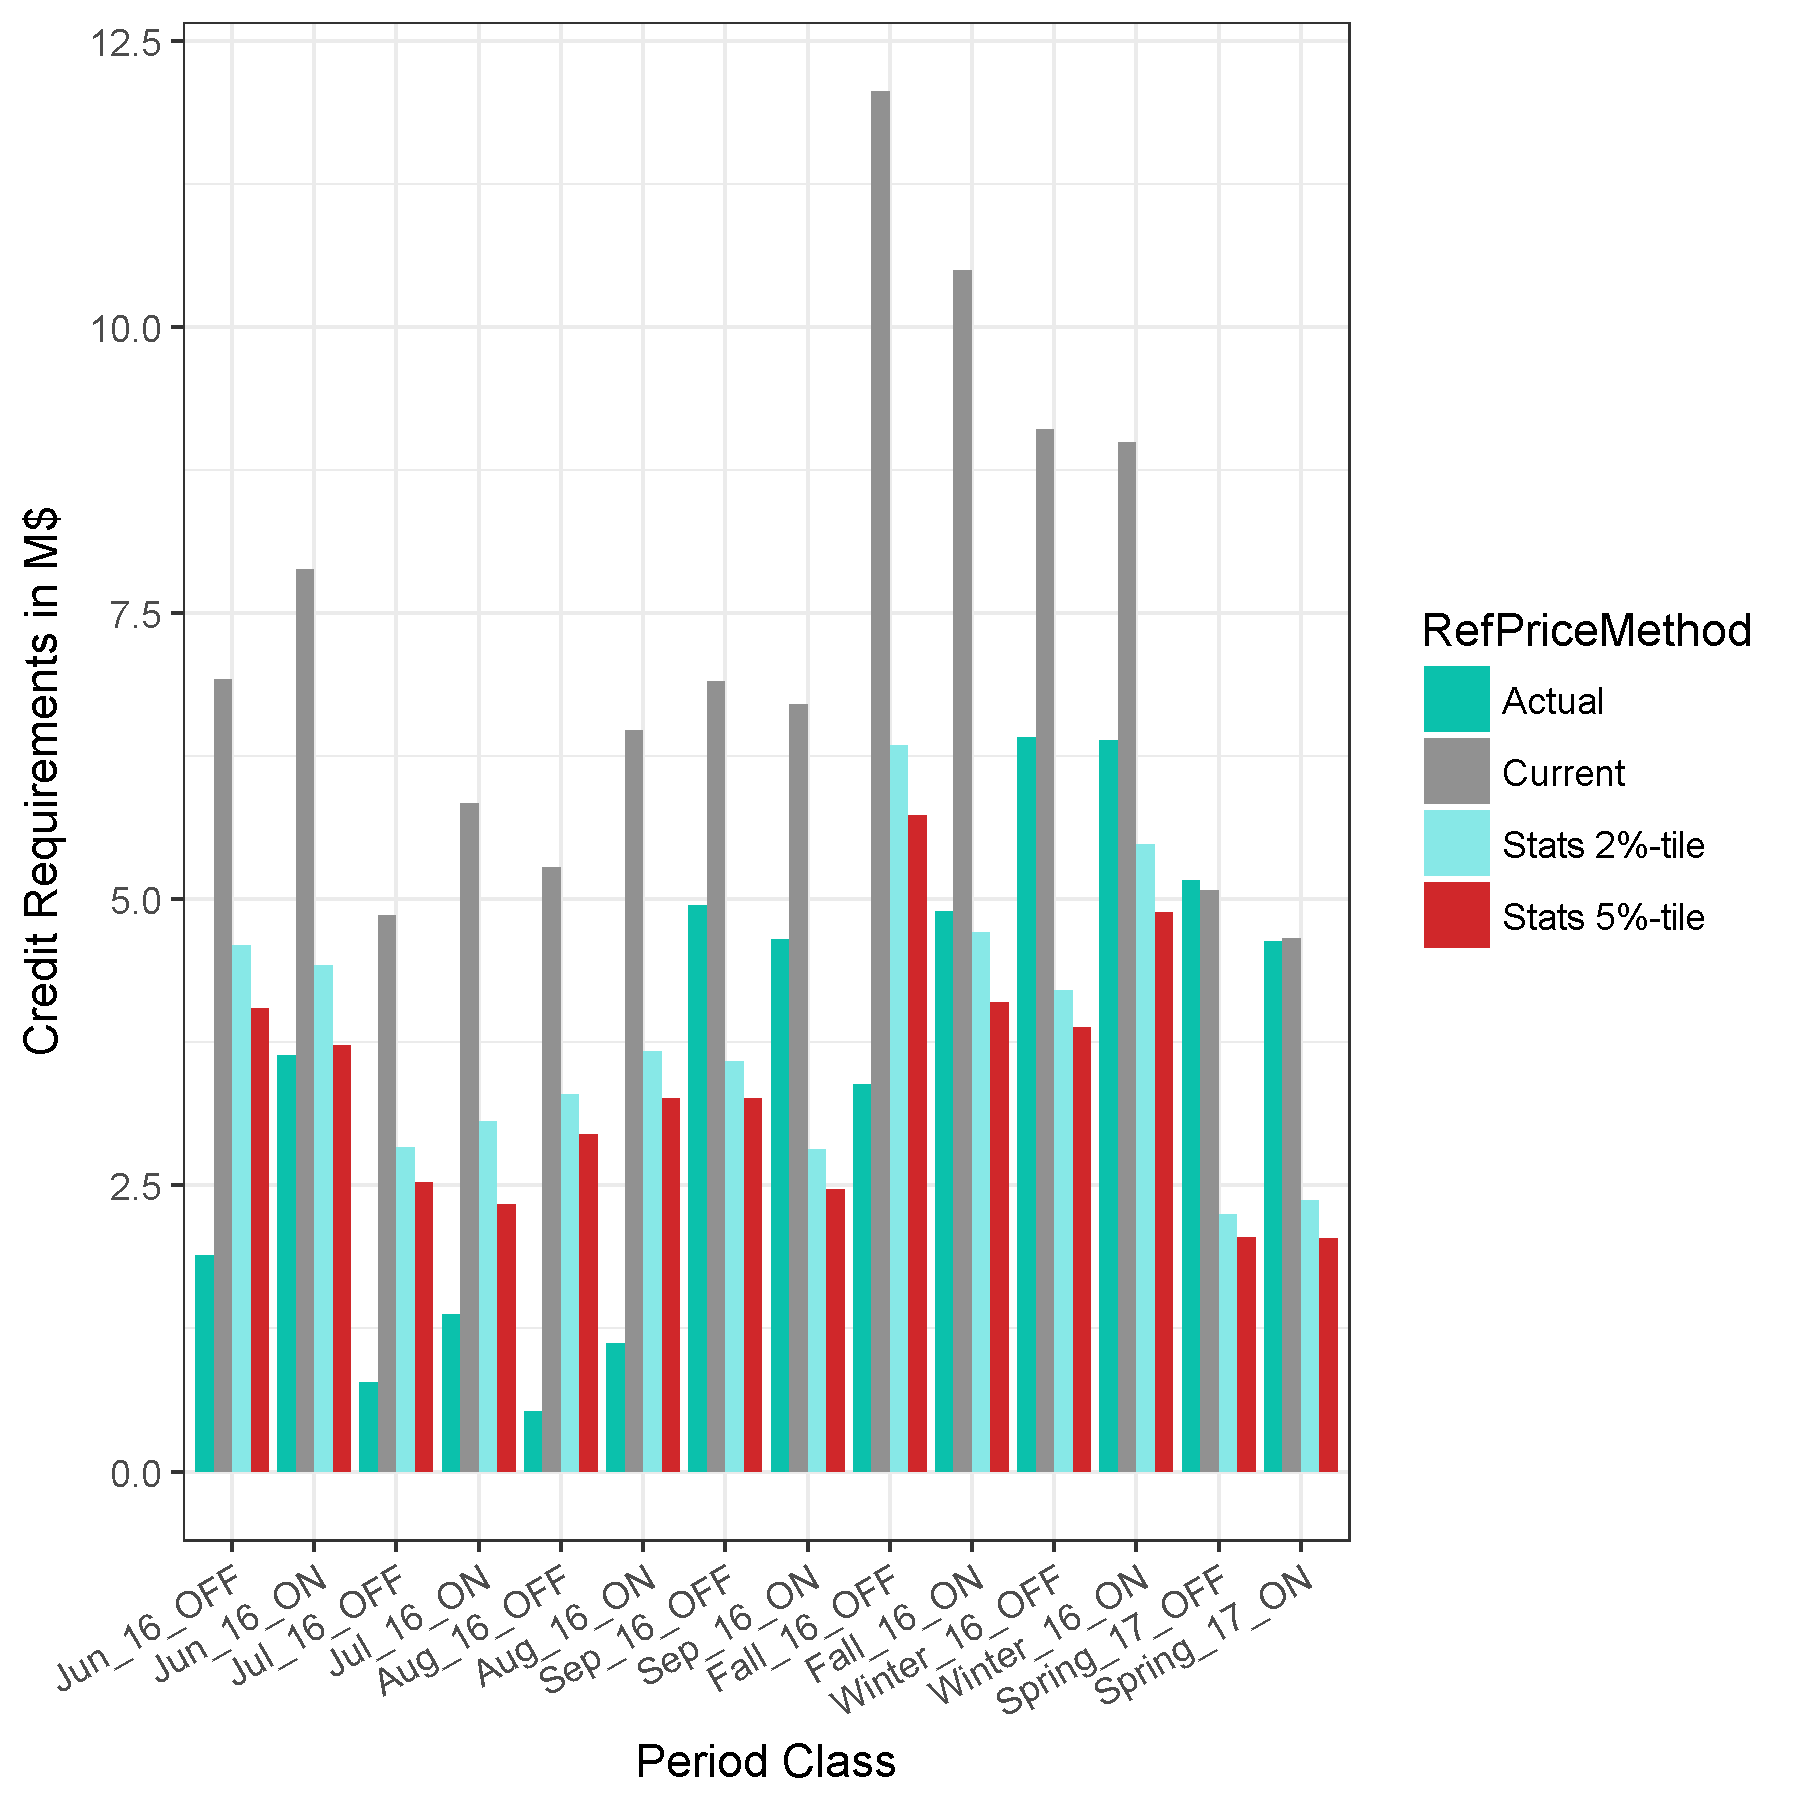 12.5
10.0
7.5
5.0
2.5
0.0
Credit Requirements in M$
Jun_16_OFF
Jun_16_ON
Jul_16_OFF
Jul_16_ON
Aug_16_OFF
Aug_16_ON
Sep_16_OFF
Sep_16_ON
Fall_16_OFF
Fall_16_ON
Winter_16_OFF
Winter_16_ON
Spring_17_OFF
Spring_17_ON
Period Class
RefPriceMethod
Actual
Current
Stats 2%-tile
Stats 5%-tile